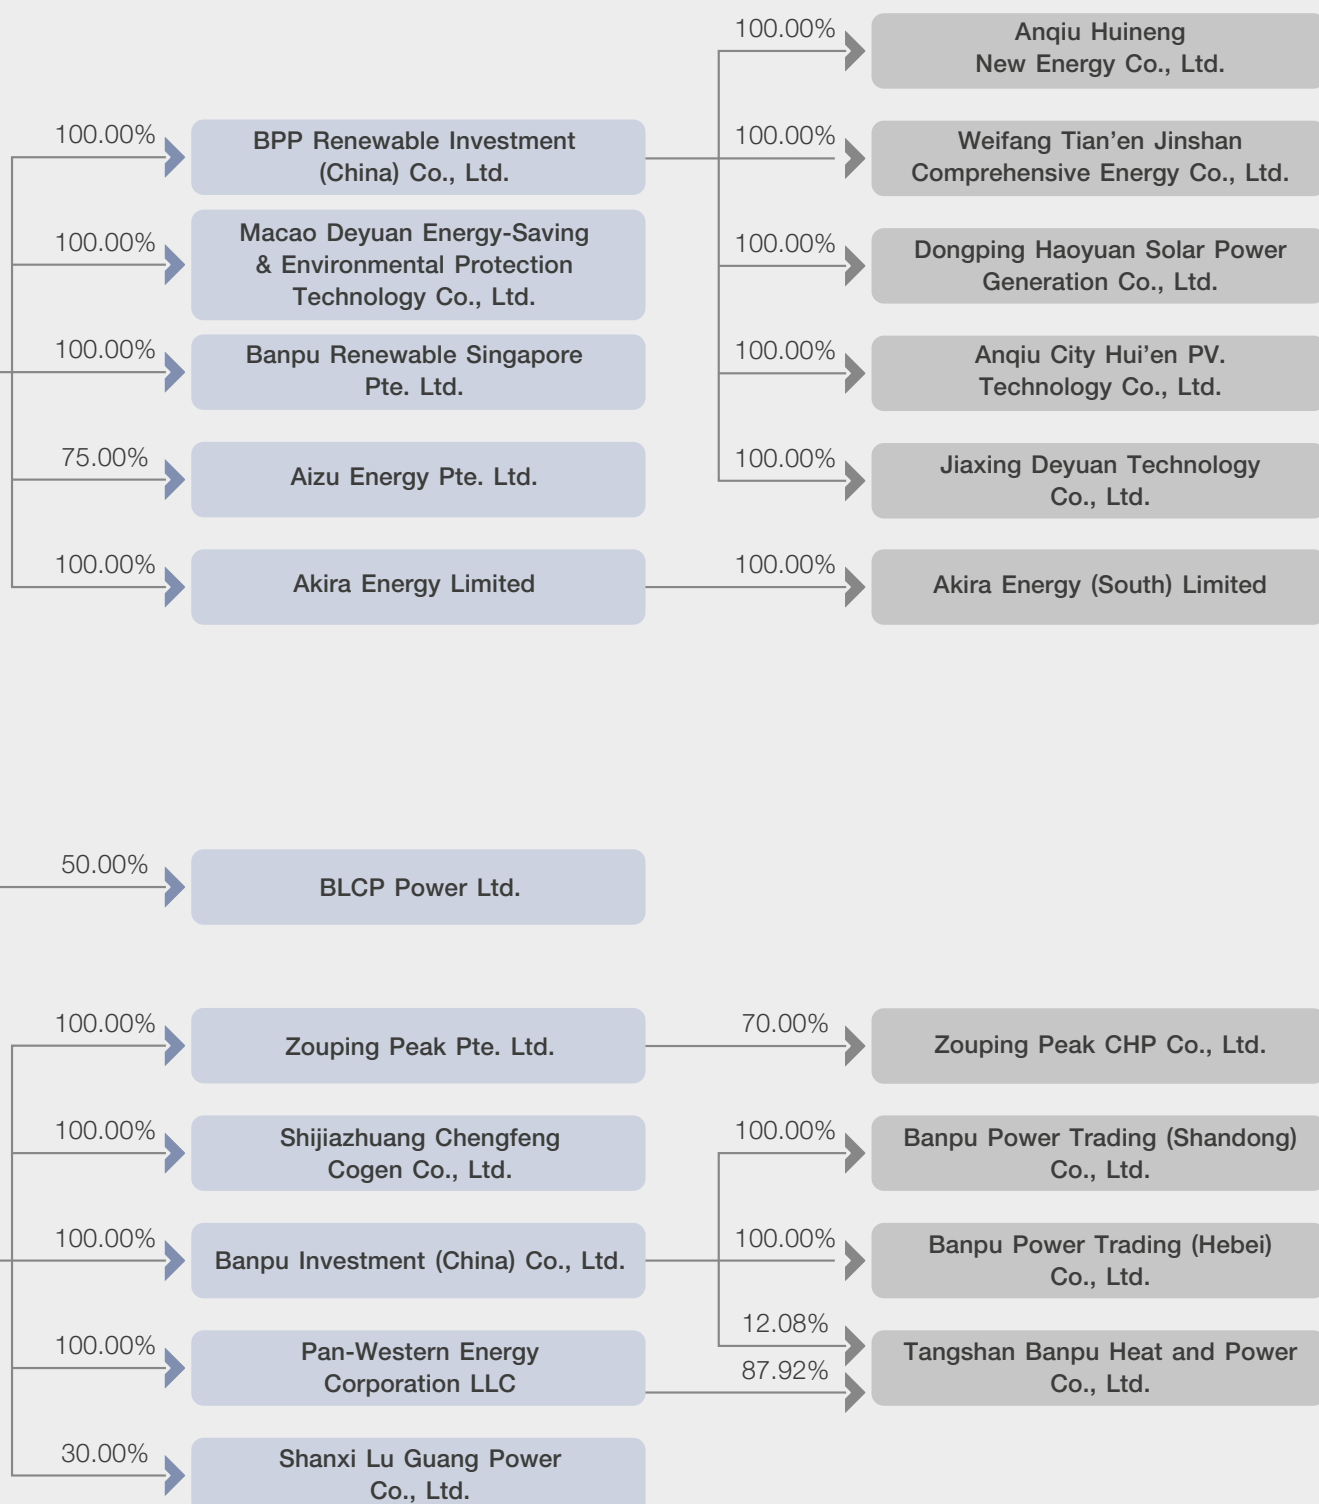 100.00%
Anqiu Huineng
New Energy Co., Ltd.
100.00%
BPP Renewable Investment
(China) Co., Ltd.
100.00%
Weifang Tian’en Jinshan
Comprehensive Energy Co., Ltd.
100.00%
Macao Deyuan Energy-Saving
& Environmental Protection
Technology Co., Ltd.
100.00%
Dongping Haoyuan Solar Power
Generation Co., Ltd.
100.00%
Banpu Renewable Singapore
Pte. Ltd.
100.00%
Anqiu City Hui’en PV.
Technology Co., Ltd.
75.00%
Aizu Energy Pte. Ltd.
100.00%
Jiaxing Deyuan Technology
Co., Ltd.
100.00%
Akira Energy Limited
100.00%
Akira Energy (South) Limited
50.00%
BLCP Power Ltd.
100.00%
Zouping Peak Pte. Ltd.
70.00%
Zouping Peak CHP Co., Ltd.
100.00%
Shijiazhuang Chengfeng
Cogen Co., Ltd.
100.00%
Banpu Power Trading (Shandong)
Co., Ltd.
100.00%
Banpu Investment (China) Co., Ltd.
100.00%
Banpu Power Trading (Hebei)
Co., Ltd.
100.00%
Pan-Western Energy
Corporation LLC
12.08%
87.92%
Tangshan Banpu Heat and Power
Co., Ltd.
30.00%
Shanxi Lu Guang Power
Co., Ltd.